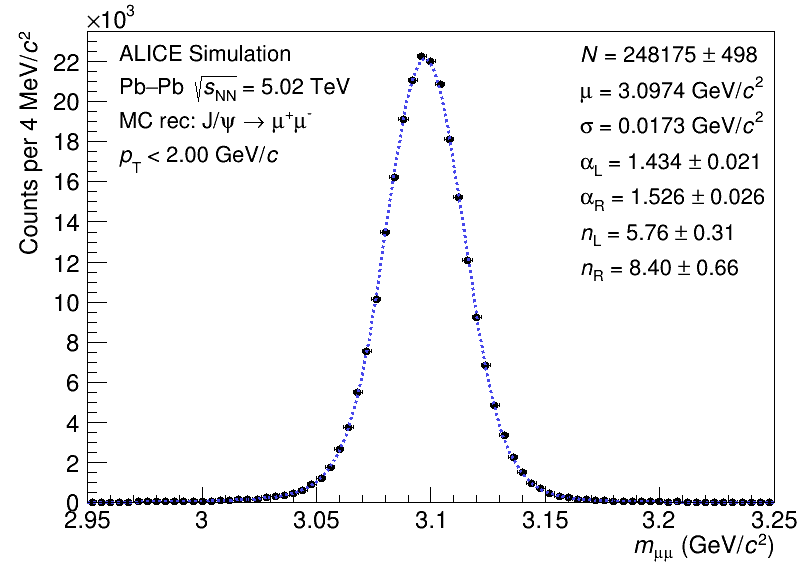 ×10³
Counts per 4 MeV/c²
ALICE Simulation
Pb–Pb √s_NN = 5.02 TeV
MC rec: J/ψ → μ⁺μ⁻
p_T < 2.00 GeV/c
N = 248175 ± 498
μ = 3.0974 GeV/c²
σ = 0.0173 GeV/c²
α_L = 1.434 ± 0.021
α_R = 1.526 ± 0.026
n_L = 5.76 ± 0.31
n_R = 8.40 ± 0.66
22
20
18
16
14
12
10
8
6
4
2
0
2.95 3 3.05 3.1 3.15 3.2 3.25
m_μμ (GeV/c²)